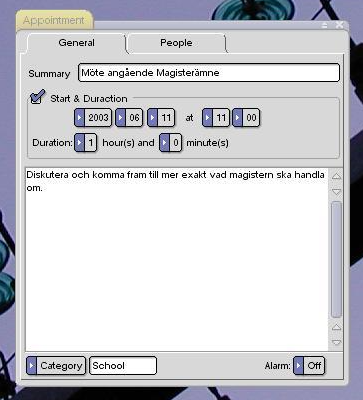 Appointment
General People
Summary Möte angående Magisterämne
Start & Duraction
2003 06 11 at 11 00
Duration: 1 hour(s) and 0 minute(s)
Diskutera och komma fram till mer exakt vad magistern ska handla
om.
Category School Alarm: Off